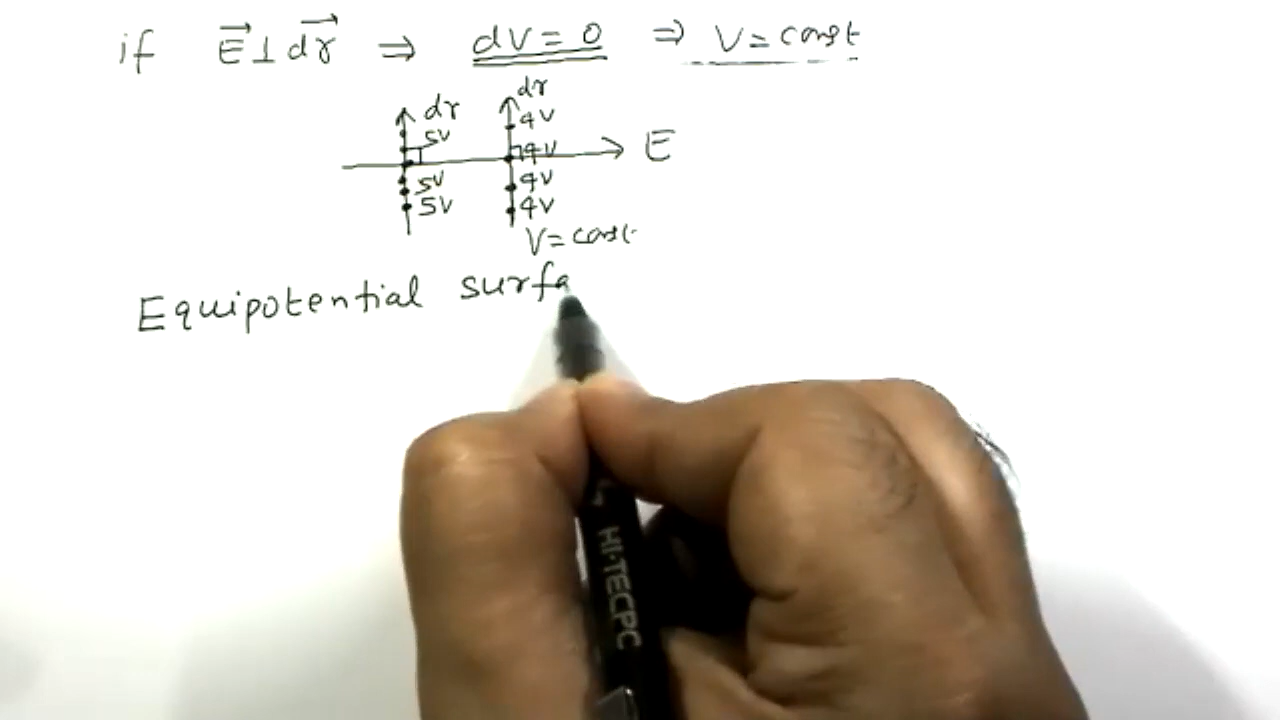 if E⃗ ⊥ dr⃗ ⇒ dV = 0 ⇒ V = const
dr dr
5V 4V
4V E
5V 4V
5V 4V
V = const.
Equipotential surfa
HI-TECPC